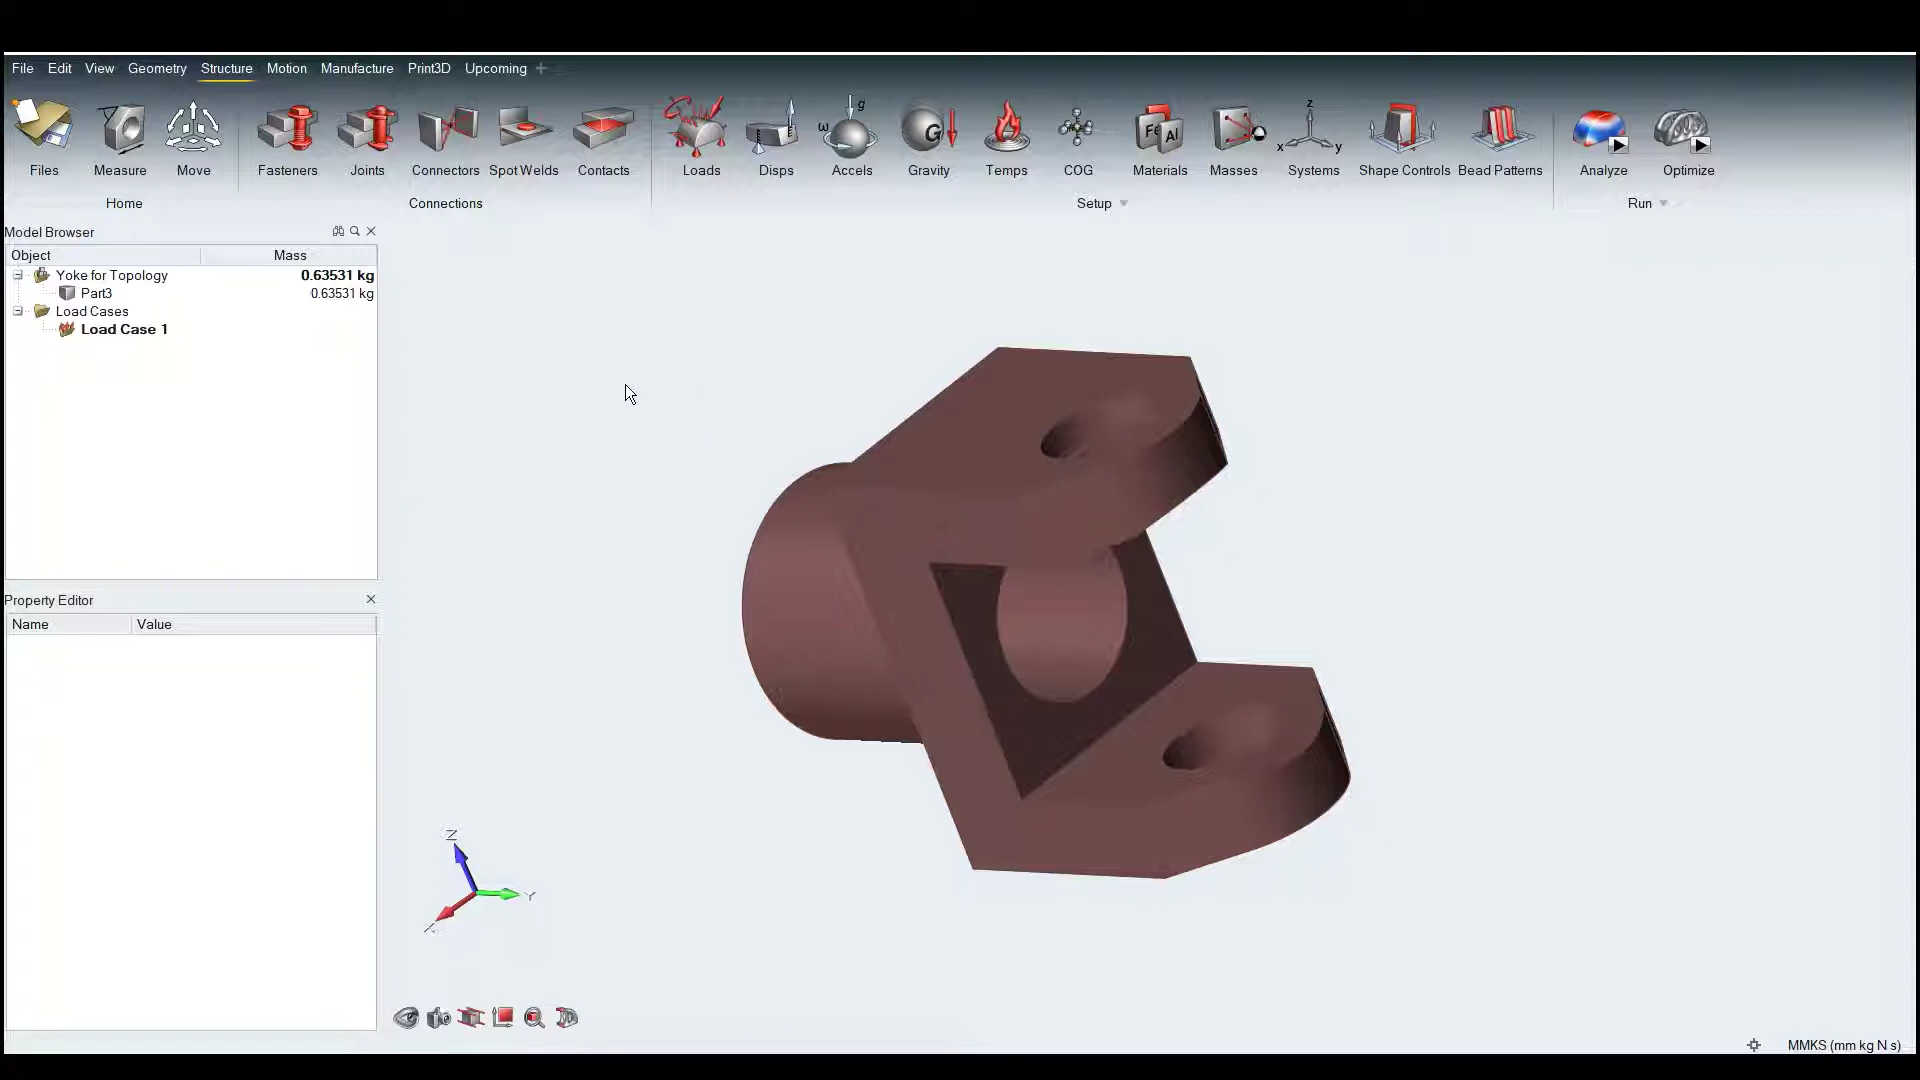 File Edit View Geometry Structure Motion Manufacture Print3D Upcoming +
g
ω G Fe Al z x y
Files Measure Move Fasteners Joints Connectors Spot Welds Contacts Loads Disps Accels Gravity Temps COG Materials Masses Systems Shape Controls Bead Patterns Analyze Optimize
Home Connections Setup Run
Model Browser
Object Mass
Yoke for Topology 0.63531 kg
Part3 0.63531 kg
Load Cases
Load Case 1
Property Editor
Name Value
Z
Y
X
MMKS (mm kg N s)